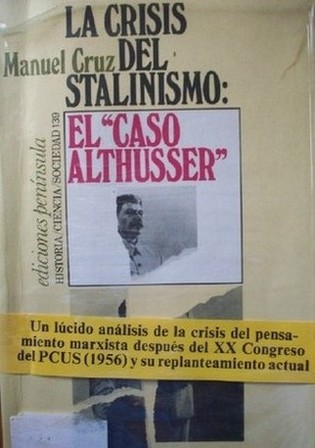 LA CRISIS
Manuel Cruz DEL
STALINISMO:
EL "CASO
ALTHUSSER"
ediciones península
HISTORIA/CIENCIA/SOCIEDAD 139
Un lúcido análisis de la crisis del pensa-
miento marxista después del XX Congreso
del PCUS (1956) y su replanteamiento actual